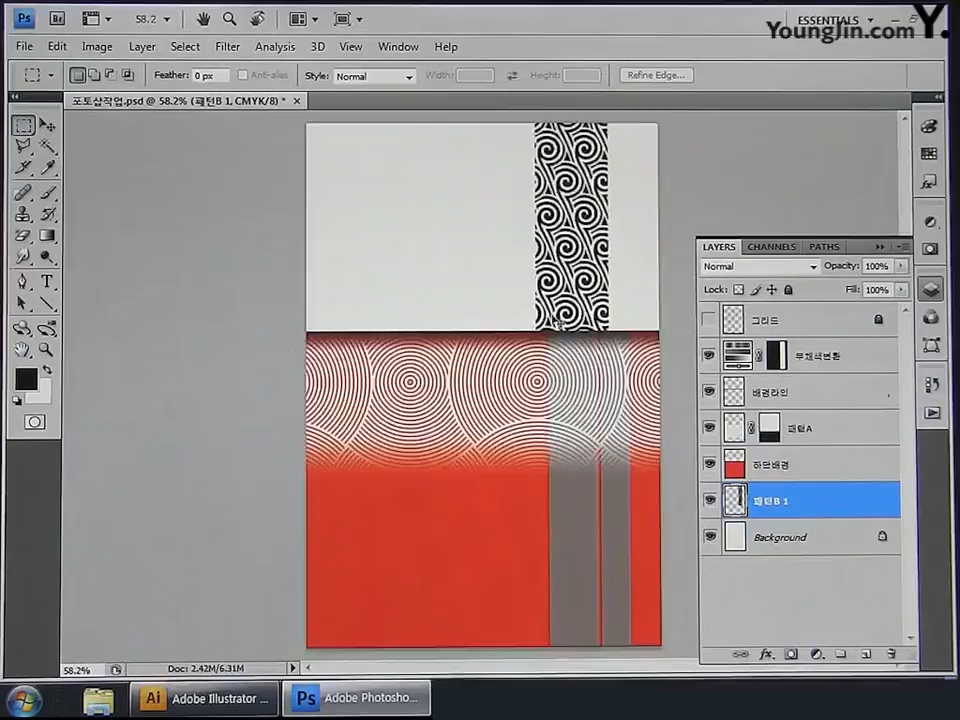 Ps Br 58.2 ESSENTIALS
YoungJin.com Y.
File Edit Image Layer Select Filter Analysis 3D View Window Help
Feather: 0 px Anti-alias Style: Normal Width: Height: Refine Edge...
포토샵작업.psd @ 58.2% (패턴B 1, CMYK/8) * ×
LAYERS CHANNELS PATHS
Normal Opacity: 100%
Lock: Fill: 100%
그리드
무채색변환
배경라인
패턴A
하단배경
패턴B 1
Background
T
58.2% Doc: 2.42M/6.31M
Ai Adobe Illustrator ... Ps Adobe Photosho...